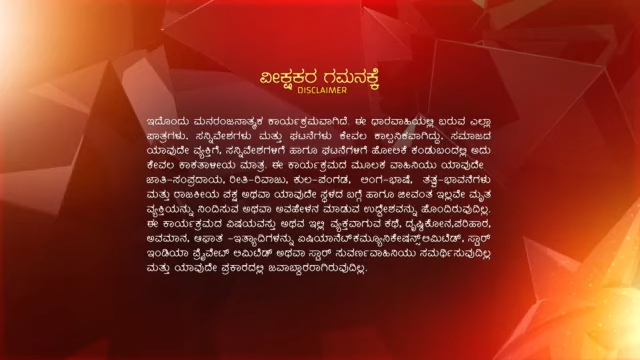 ವೀಕ್ಷಕರ ಗಮನಕ್ಕೆ
DISCLAIMER
ಇದೊಂದು ಮನರಂಜನಾತ್ಮಕ ಕಾರ್ಯಕ್ರಮವಾಗಿದೆ. ಈ ಧಾರವಾಹಿಯಲ್ಲಿ ಬರುವ ಎಲ್ಲಾ
ಪಾತ್ರಗಳು, ಸನ್ನಿವೇಶಗಳು ಮತ್ತು ಘಟನೆಗಳು ಕೇವಲ ಕಾಲ್ಪನಿಕವಾಗಿದ್ದು, ಸಮಾಜದ
ಯಾವುದೇ ವ್ಯಕ್ತಿಗೆ, ಸನ್ನಿವೇಶಗಳಿಗೆ ಹಾಗೂ ಘಟನೆಗಳಿಗೆ ಹೋಲಿಕೆ ಕಂಡುಬಂದಲ್ಲಿ ಅದು
ಕೇವಲ ಕಾಕತಾಳೀಯ ಮಾತ್ರ. ಈ ಕಾರ್ಯಕ್ರಮದ ಮೂಲಕ ವಾಹಿನಿಯು ಯಾವುದೇ
ಜಾತಿ-ಸಂಪ್ರದಾಯ, ರೀತಿ-ರಿವಾಜು, ಕುಲ-ಪಂಗಡ, ಲಿಂಗ-ಭಾಷೆ, ತತ್ವ-ಭಾವನೆಗಳು
ಮತ್ತು ರಾಜಕೀಯ ಪಕ್ಷ ಅಥವಾ ಯಾವುದೇ ಸ್ಥಳದ ಬಗ್ಗೆ ಹಾಗೂ ಜೀವಂತ ಇಲ್ಲವೇ ಮೃತ
ವ್ಯಕ್ತಿಯನ್ನು ನಿಂದಿಸುವ ಅಥವಾ ಅವಹೇಳನ ಮಾಡುವ ಉದ್ದೇಶವನ್ನು ಹೊಂದಿರುವುದಿಲ್ಲ.
ಈ ಕಾರ್ಯಕ್ರಮದ ವಿಷಯವಸ್ತು ಅಥವ ಇಲ್ಲಿ ವ್ಯಕ್ತವಾಗುವ ಕಥೆ, ದೃಷ್ಟಿಕೋನ,ಪರಿಹಾರ,
ಅವಮಾನ, ಆಘಾತ -ಇತ್ಯಾದಿಗಳನ್ನು ಏಷಿಯಾನೆಟ್‌ಕಮ್ಯೂನಿಕೇಷನ್ಸ್‌ಲಿಮಿಟೆಡ್, ಸ್ಟಾರ್
ಇಂಡಿಯಾ ಪ್ರೈವೇಟ್ ಲಿಮಿಟೆಡ್ ಅಥವಾ ಸ್ಟಾರ್ ಸುವರ್ಣವಾಹಿನಿಯು ಸಮರ್ಥಿಸುವುದಿಲ್ಲ
ಮತ್ತು ಯಾವುದೇ ಪ್ರಕಾರದಲ್ಲಿ ಜವಾಬ್ದಾರರಾಗಿರುವುದಿಲ್ಲ.